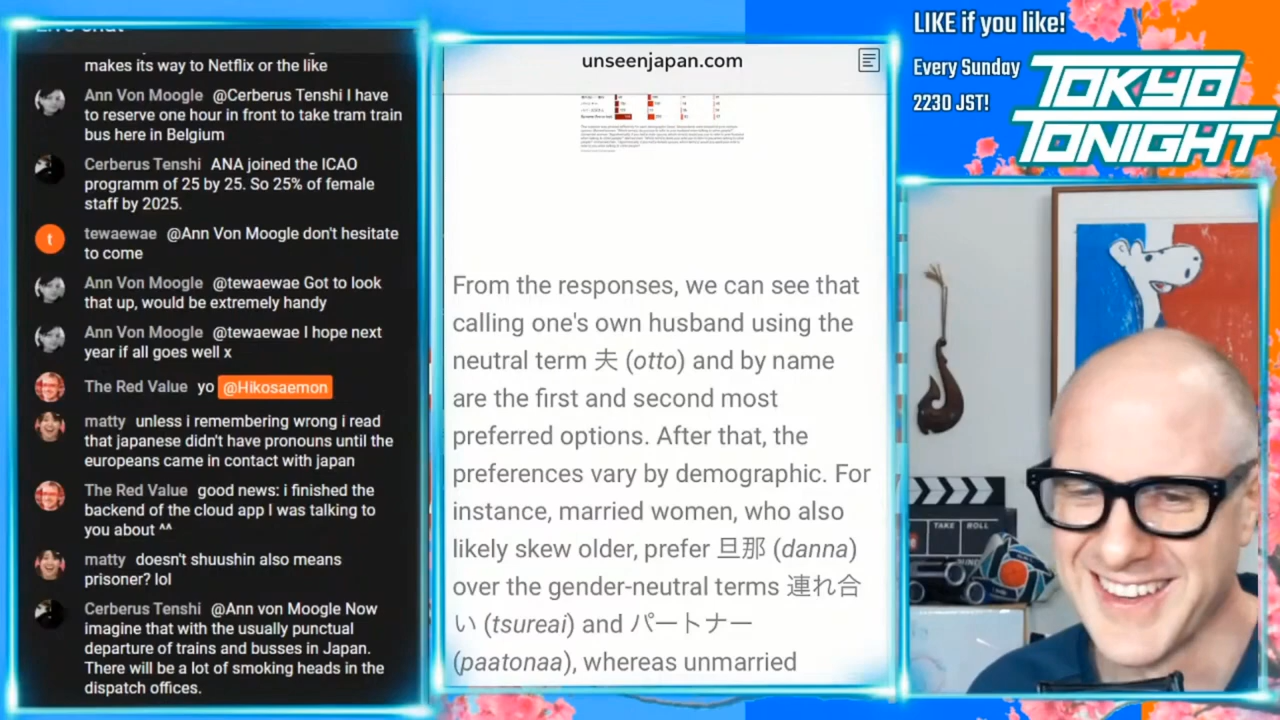 makes its way to Netflix or the like
Ann Von Moogle @Cerberus Tenshi I have
to reserve an hour in front to take tram train
bus here in Belgium
Cerberus Tenshi ANA joined the ICAO
programm of 25 by 25. So 25% of female
staff by 2025.
t
tewaewae @Ann Von Moogle don't hesitate
to come
Ann Von Moogle @tewaewae Got to look
that up, would be extremely handy
Ann Von Moogle @tewaewae I hope next
year if all goes well x
The Red Value yo @Hikosaemon
matty unless i remembering wrong i read
that japanese didn't have pronouns until the
europeans came in contact with japan
The Red Value good news: i finished the
backend of the cloud app I was talking to
you about ^^
matty doesn't shuushin also means
prisoner? lol
Cerberus Tenshi @Ann von Moogle Now
imagine that with the usually punctual
departure of trains and busses in Japan.
There will be a lot of smoking heads in the
dispatch offices.
unseenjapan.com
From the responses, we can see that
calling one's own husband using the
neutral term 夫 (otto) and by name
are the first and second most
preferred options. After that, the
preferences vary by demographic. For
instance, married women, who also
likely skew older, prefer 旦那 (danna)
over the gender-neutral terms 連れ合
い (tsureai) and パートナー
(paatonaa), whereas unmarried
LIKE if you like!
Every Sunday
2230 JST!
TOKYO
TONIGHT
TAKE ROLL